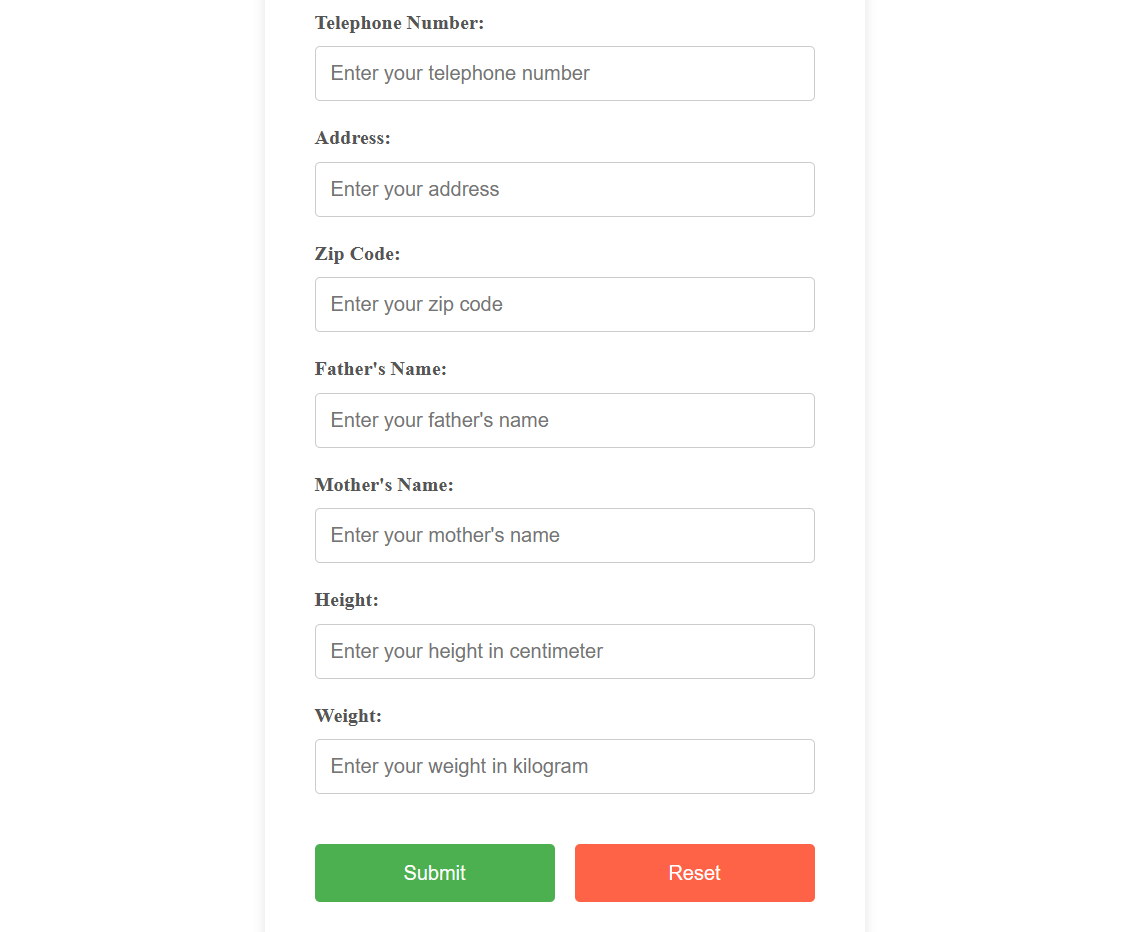 Telephone Number:
Enter your telephone number
Address:
Enter your address
Zip Code:
Enter your zip code
Father's Name:
Enter your father's name
Mother's Name:
Enter your mother's name
Height:
Enter your height in centimeter
Weight:
Enter your weight in kilogram
Submit Reset